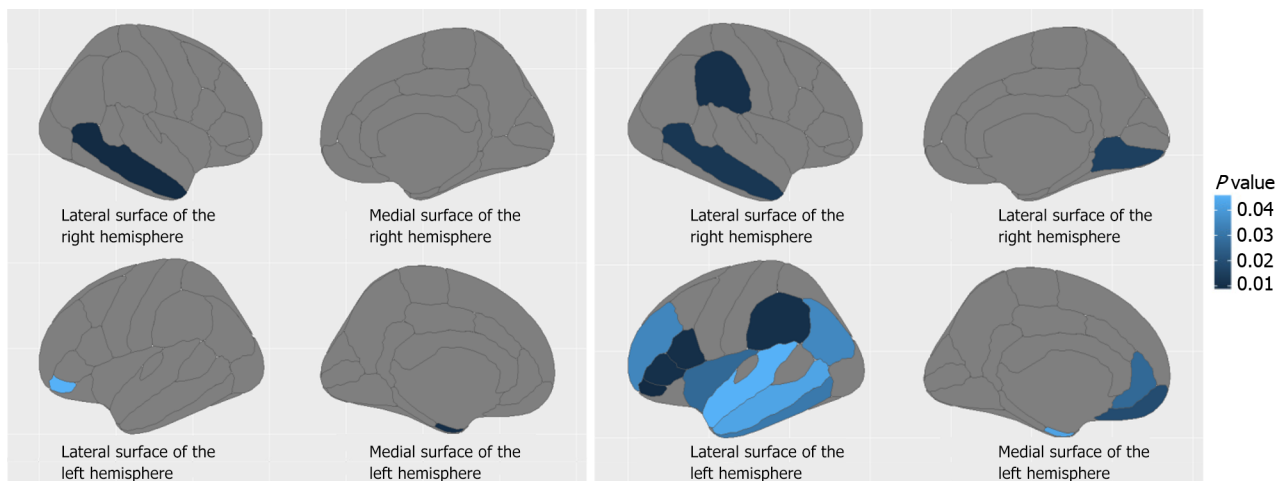 Lateral surface of the
right hemisphere
Medial surface of the
right hemisphere
Lateral surface of the
right hemisphere
Lateral surface of the
right hemisphere
P value
0.04
0.03
0.02
0.01
Lateral surface of the
left hemisphere
Medial surface of the
left hemisphere
Lateral surface of the
left hemisphere
Medial surface of the
left hemisphere